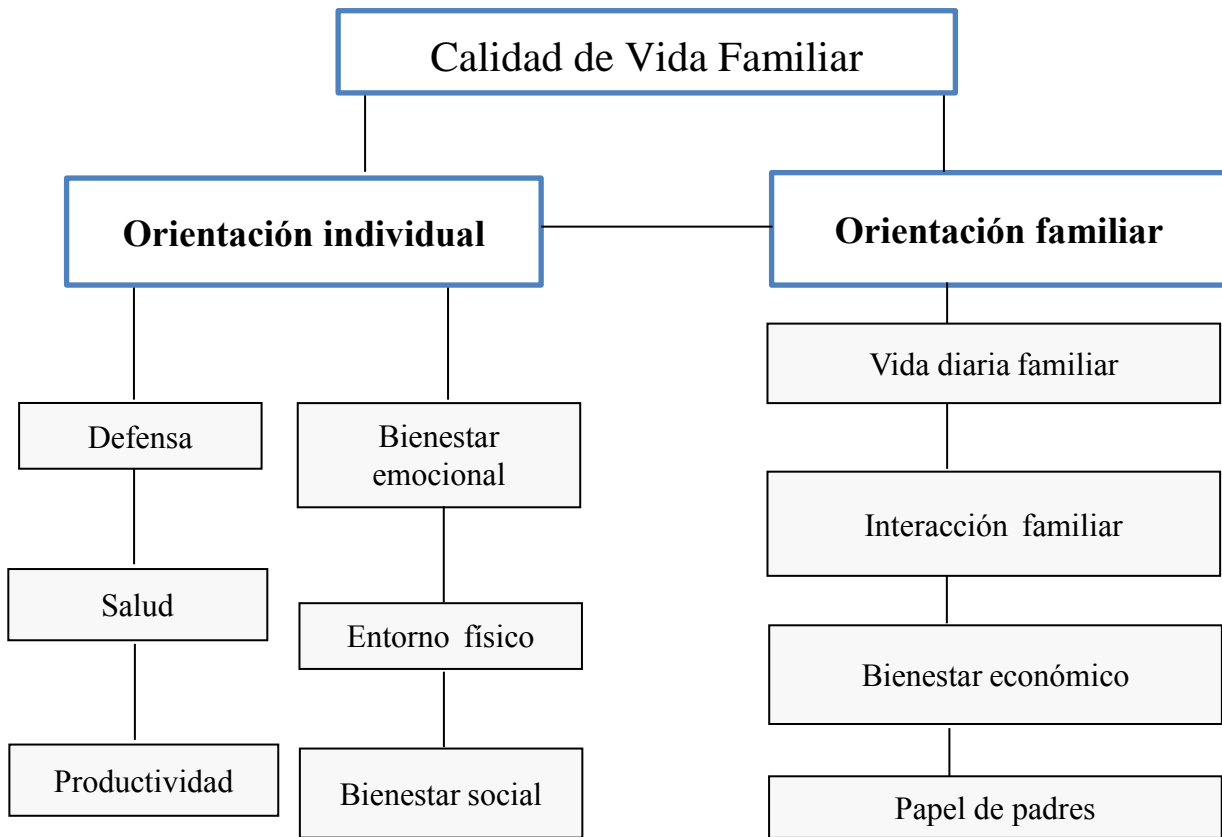 Calidad de Vida Familiar
Orientación individual
Orientación familiar
Defensa
Salud
Productividad
Bienestar
emocional
Entorno físico
Bienestar social
Vida diaria familiar
Interacción familiar
Bienestar económico
Papel de padres